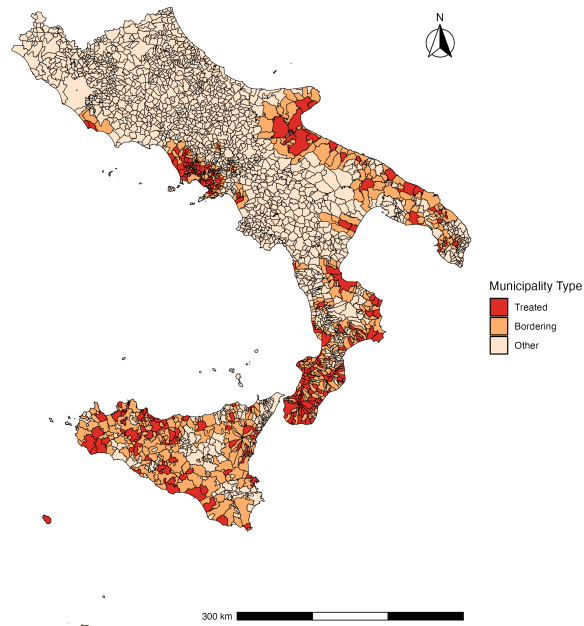 N
Municipality Type
Treated
Bordering
Other
300 km